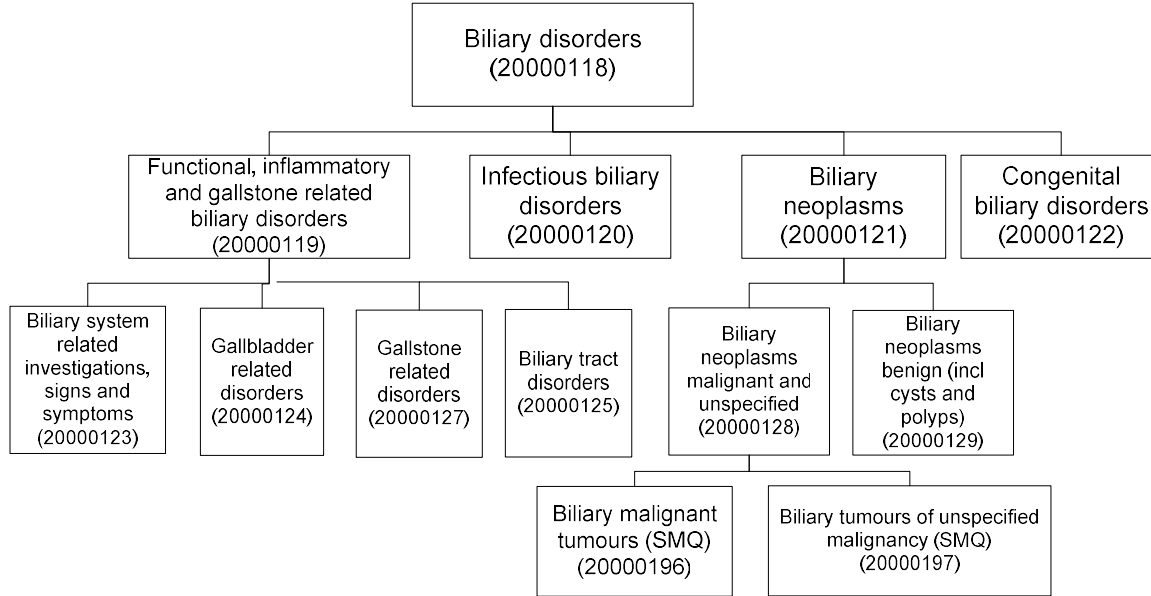 Biliary disorders
(20000118)
Functional, inflammatory
and gallstone related
biliary disorders
(20000119)
Infectious biliary
disorders
(20000120)
Biliary
neoplasms
(20000121)
Congenital
biliary disorders
(20000122)
Biliary system
related
investigations,
signs and
symptoms
(20000123)
Gallbladder
related
disorders
(20000124)
Gallstone
related
disorders
(20000127)
Biliary tract
disorders
(20000125)
Biliary
neoplasms
malignant and
unspecified
(20000128)
Biliary
neoplasms
benign (incl
cysts and
polyps)
(20000129)
Biliary malignant
tumours (SMQ)
(20000196)
Biliary tumours of unspecified
malignancy (SMQ)
(20000197)